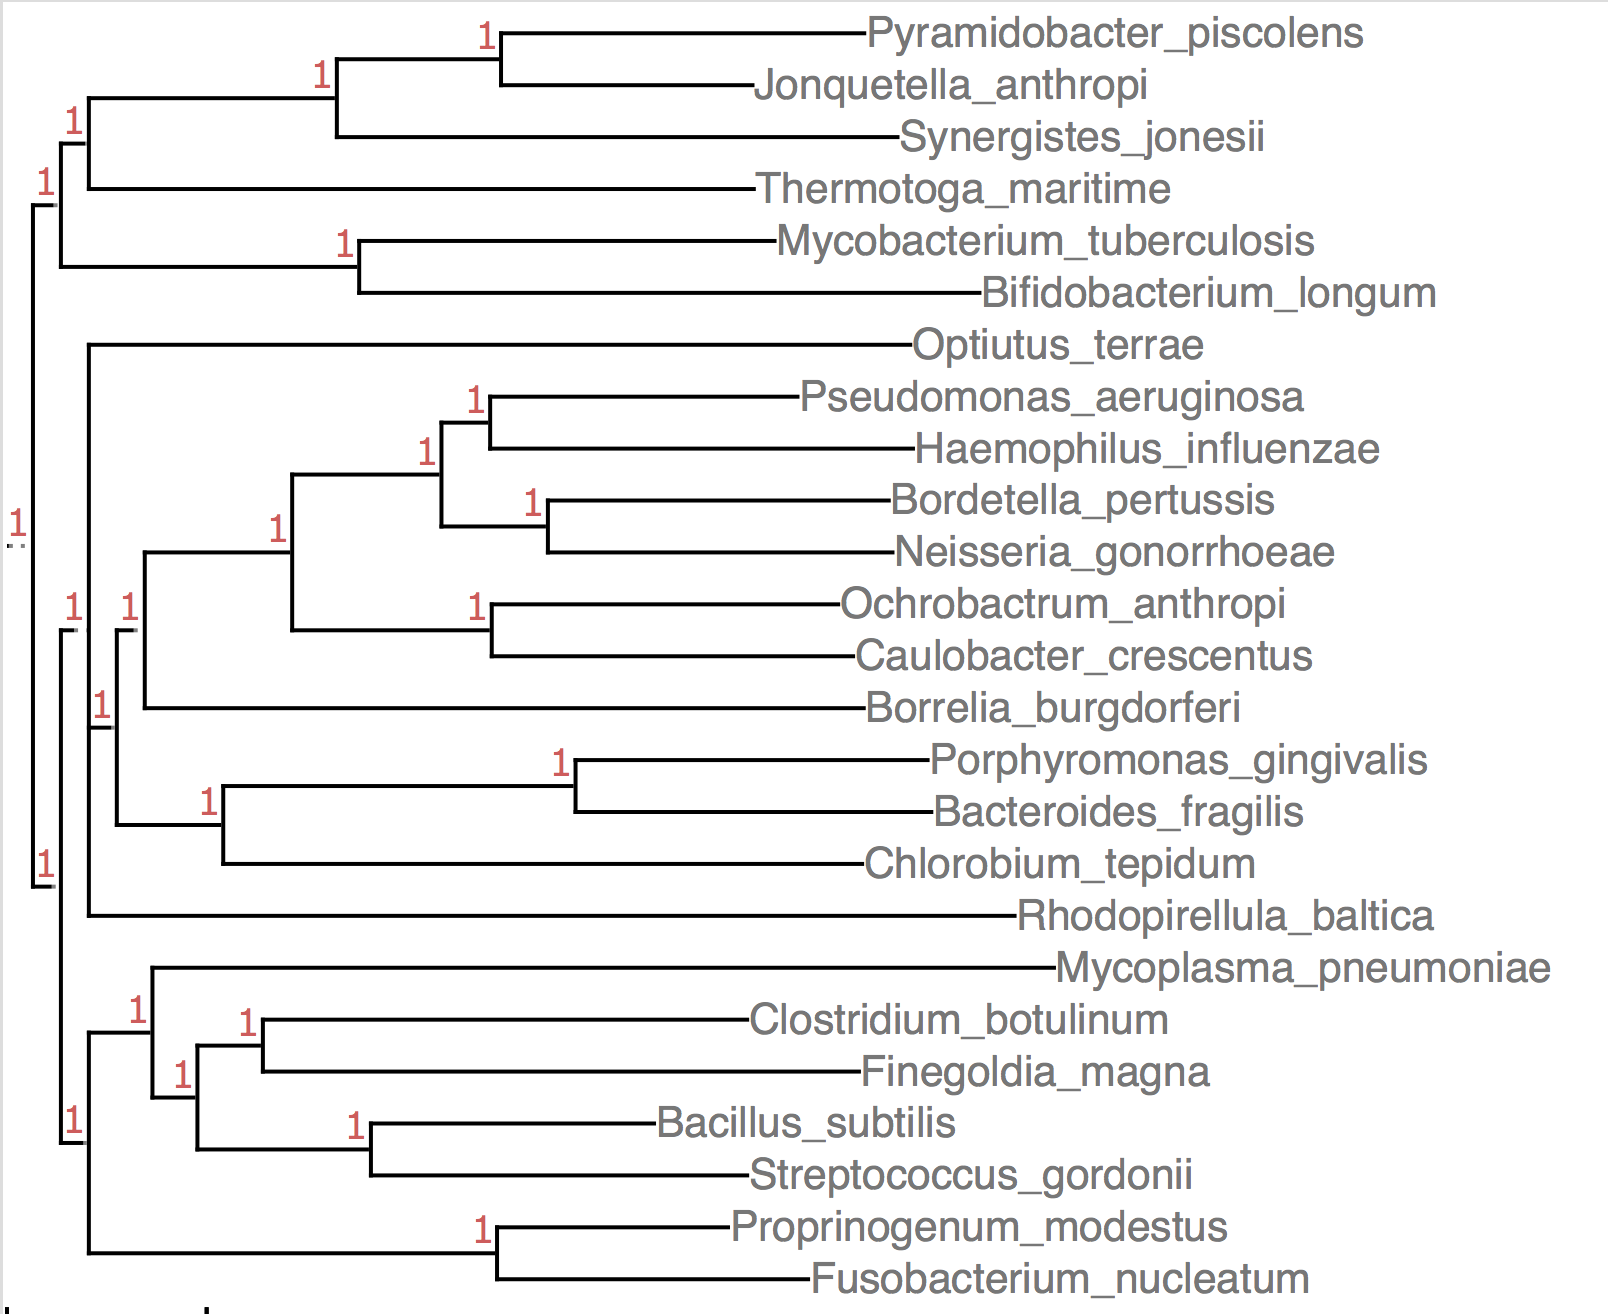 1
Pyramidobacter_piscolens
1
Jonquetella_anthropi
1
Synergistes_jonesii
1
Thermotoga_maritime
1
Mycobacterium_tuberculosis
Bifidobacterium_longum
Optiutus_terrae
1
Pseudomonas_aeruginosa
1
Haemophilus_influenzae
1
Bordetella_pertussis
1
1
Neisseria_gonorrhoeae
1
1
1
Ochrobactrum_anthropi
Caulobacter_crescentus
1
Borrelia_burgdorferi
1
Porphyromonas_gingivalis
1
Bacteroides_fragilis
1
Chlorobium_tepidum
Rhodopirellula_baltica
Mycoplasma_pneumoniae
1
1
Clostridium_botulinum
1
Finegoldia_magna
1
1
Bacillus_subtilis
Streptococcus_gordonii
1
Proprinogenum_modestus
Fusobacterium_nucleatum